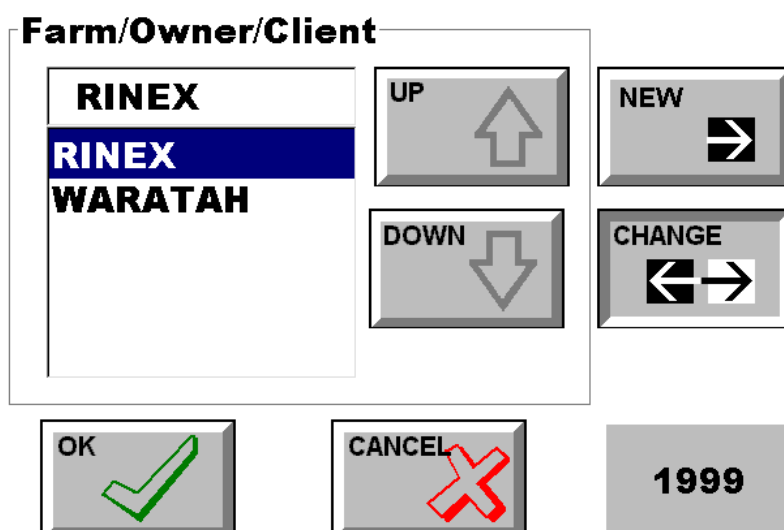 Farm/Owner/Client
RINEX
RINEX
WARATAH
UP
DOWN
NEW
CHANGE
OK
CANCEL
1999